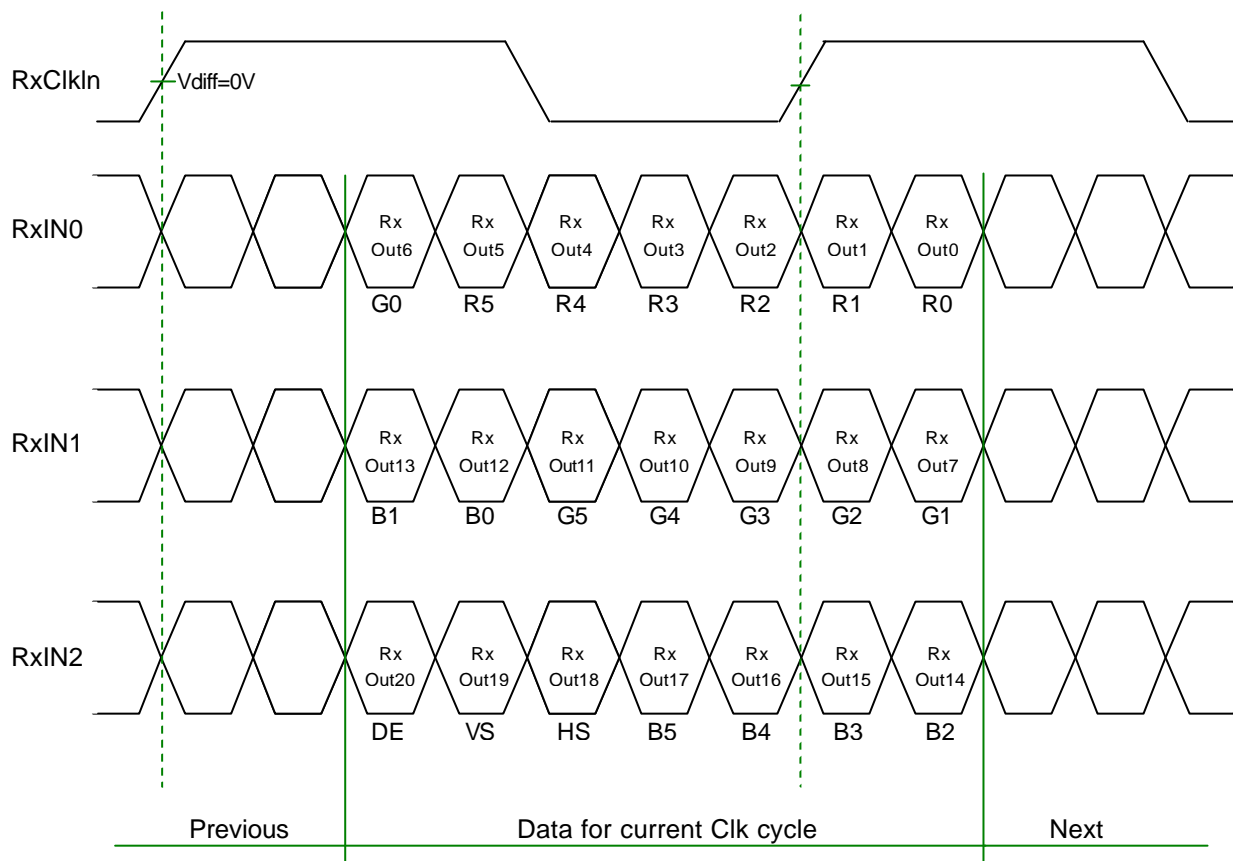 RxClkIn
Vdiff=0V
RxIN0
Rx Rx Rx Rx Rx Rx Rx
Out6 Out5 Out4 Out3 Out2 Out1 Out0
G0 R5 R4 R3 R2 R1 R0
RxIN1
Rx Rx Rx Rx Rx Rx Rx
Out13 Out12 Out11 Out10 Out9 Out8 Out7
B1 B0 G5 G4 G3 G2 G1
RxIN2
Rx Rx Rx Rx Rx Rx Rx
Out20 Out19 Out18 Out17 Out16 Out15 Out14
DE VS HS B5 B4 B3 B2
Previous Data for current Clk cycle Next